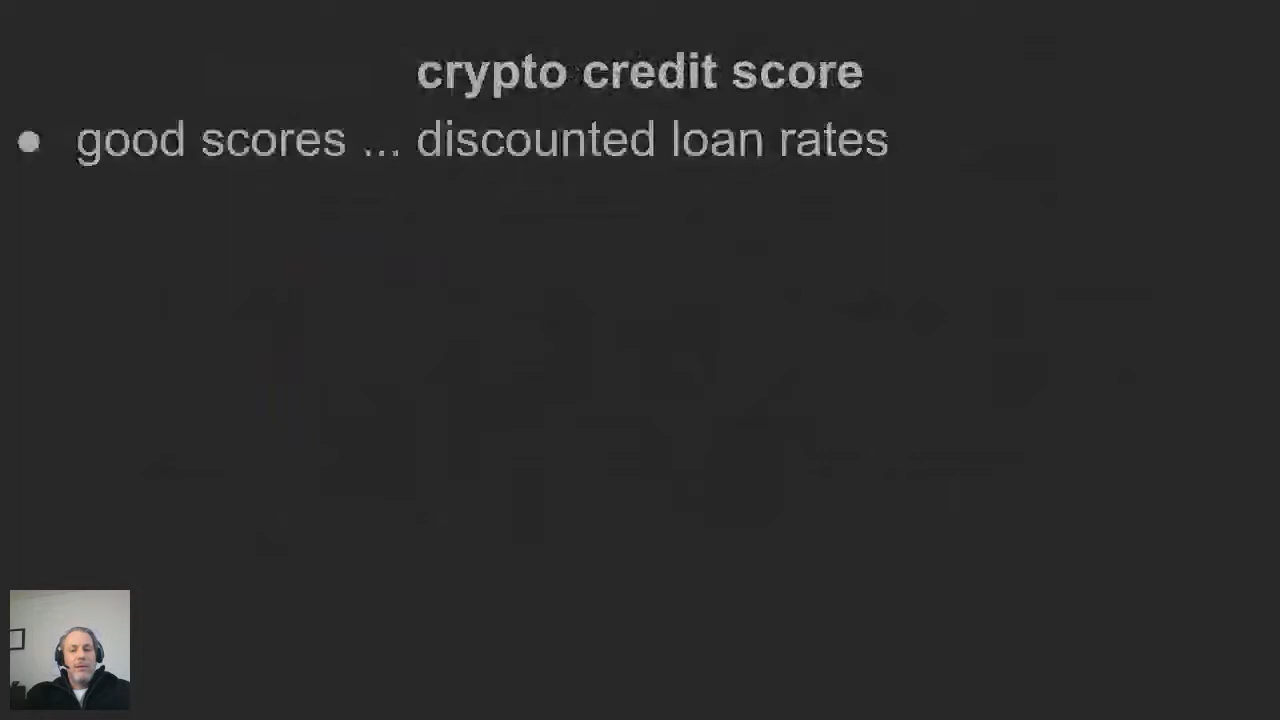 crypto credit score
● good scores ... discounted loan rates